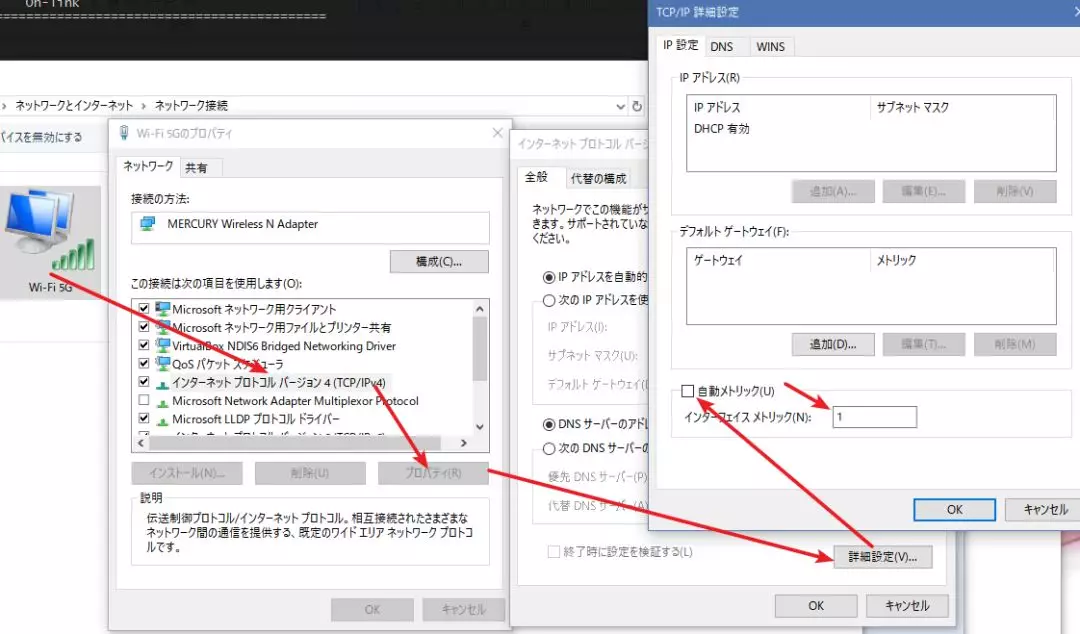 On-link
================================================
ネットワークとインターネット › ネットワーク接続
バイスを無効にする
Wi-Fi 5G
Wi-Fi 5Gのプロパティ
ネットワーク
共有
接続の方法:
MERCURY Wireless N Adapter
構成(C)...
この接続は次の項目を使用します(O):
Microsoft ネットワーク用クライアント
Microsoft ネットワーク用ファイルとプリンター共有
VirtualBox NDIS6 Bridged Networking Driver
QoS パケット スケジューラ
インターネット プロトコル バージョン 4 (TCP/IPv4)
Microsoft Network Adapter Multiplexor Protocol
Microsoft LLDP プロトコル ドライバー
インストール(N)...
削除(U)
プロパティ(R)
説明
伝送制御プロトコル/インターネット プロトコル。相互接続されたさまざまな
ネットワーク間の通信を提供する、既定のワイド エリア ネットワーク プロトコ
ルです。
OK
キャンセル
インターネット プロトコル バージ
全般
代替の構成
ネットワークでこの機能がサ
きます。サポートされていな
ください。
IP アドレスを自動的
次の IP アドレスを使
IP アドレス(I):
サブネット マスク(U):
デフォルト ゲートウェイ(
DNS サーバーのアド
次の DNS サーバーの
優先 DNS サーバー(P)
代替 DNS サーバー(A)
終了時に設定を検証する(L)
詳細設定(V)...
OK
キャンセル
TCP/IP 詳細設定
IP 設定
DNS
WINS
IP アドレス(R)
IP アドレス
サブネット マスク
DHCP 有効
追加(A)...
編集(E)...
削除(V)
デフォルト ゲートウェイ(F):
ゲートウェイ
メトリック
追加(D)...
編集(T)...
削除(M)
自動メトリック(U)
インターフェイス メトリック(N):
1
OK
キャンセル